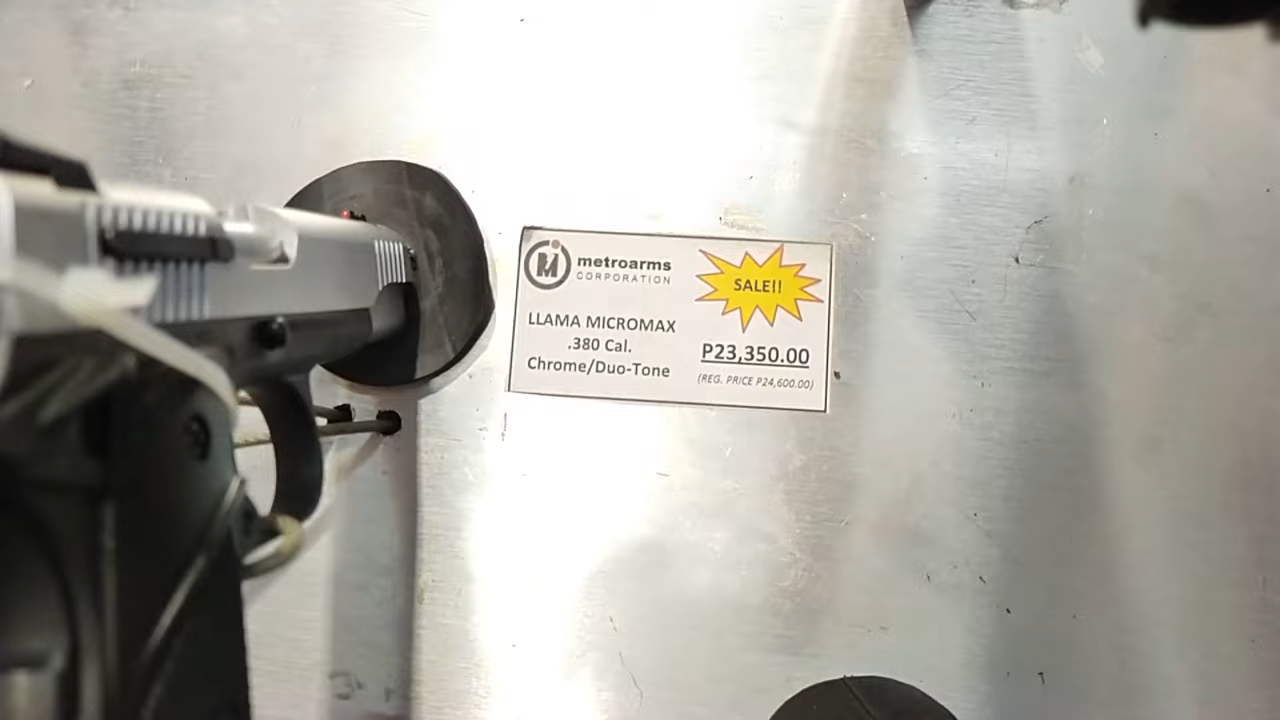 metroarms
CORPORATION
SALE!!
LLAMA MICROMAX
.380 Cal.
Chrome/Duo-Tone
P23,350.00
(REG. PRICE P24,600.00)